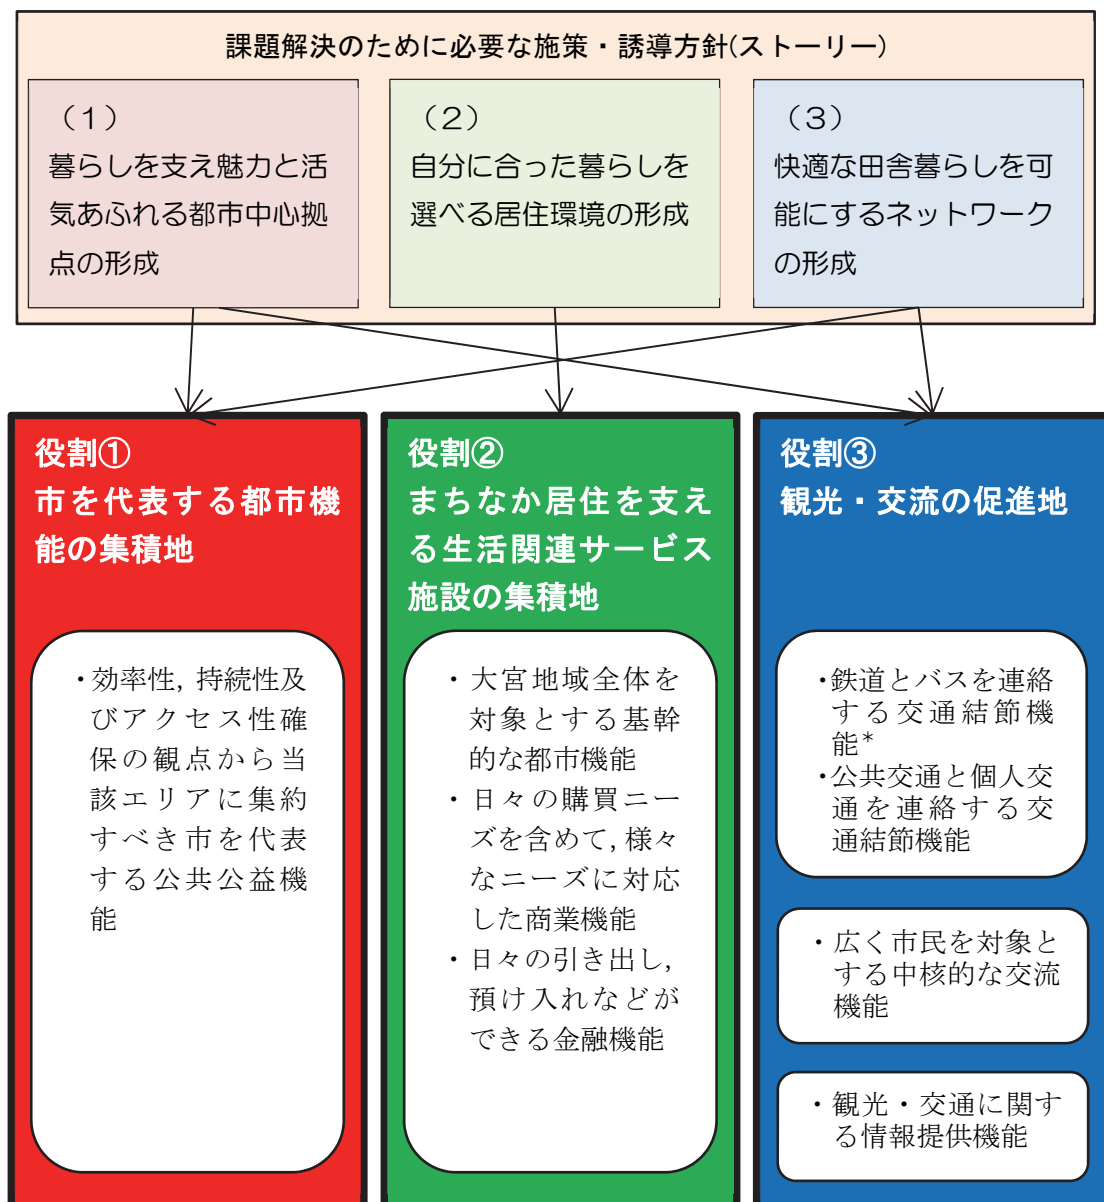 課題解決のために必要な施策・誘導方針(ストーリー)
（１）
暮らしを支え魅力と活
気あふれる都市中心拠
点の形成
（２）
自分に合った暮らしを
選べる居住環境の形成
（３）
快適な田舎暮らしを可
能にするネットワーク
の形成
役割①
市を代表する都市機
能の集積地
・効率性, 持続性及
びアクセス性確
保の観点から当
該エリアに集約
すべき市を代表
する公共公益機
能
役割②
まちなか居住を支え
る生活関連サービス
施設の集積地
・大宮地域全体を
対象とする基幹
的な都市機能
・日々の購買ニー
ズを含めて, 様々
なニーズに対応
した商業機能
・日々の引き出し,
預け入れなどが
できる金融機能
役割③
観光・交流の促進地
・鉄道とバスを連絡
する交通結節機
能*
・公共交通と個人交
通を連絡する交
通結節機能
・広く市民を対象と
する中核的な交流
機能
・観光・交通に関す
る情報提供機能